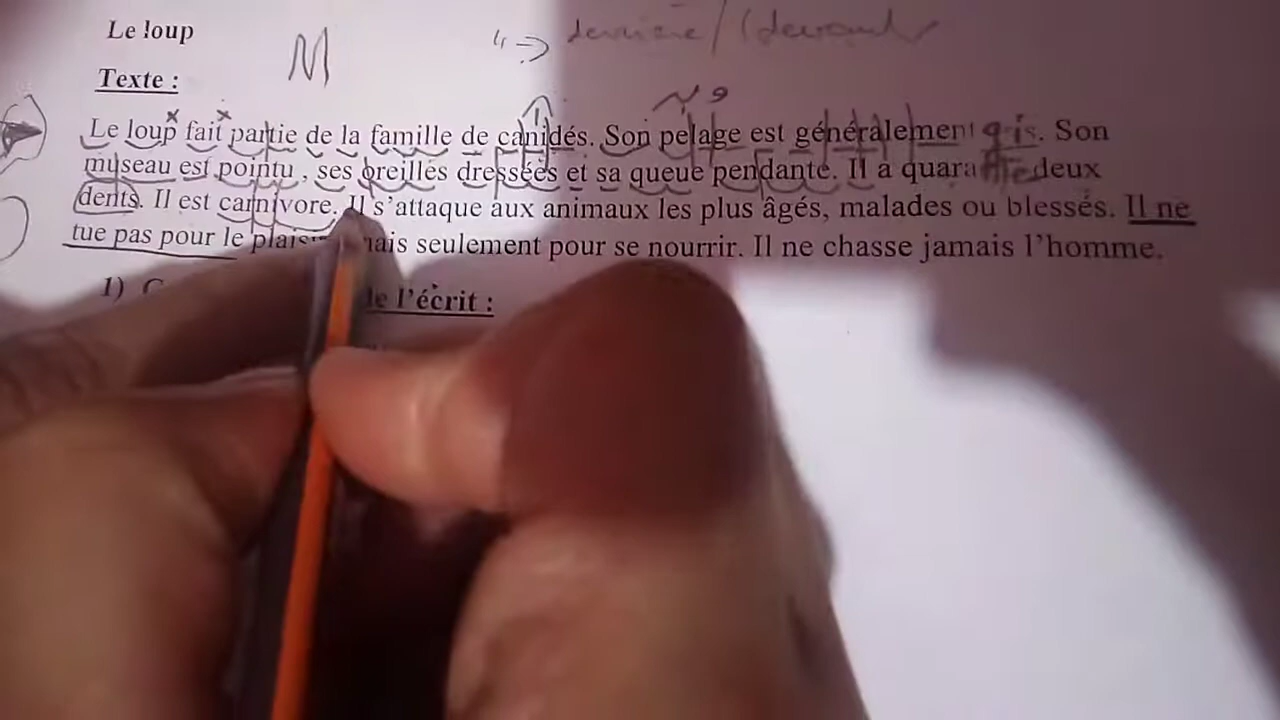 Le loup
M
derrière / (devant
Texte :
وبر
Le loup fait partie de la famille de canidés. Son pelage est généralement gris. Son
museau est pointu , ses oreilles dressées et sa queue pendante. Il a quarante deux
dents. Il est carnivore. Il s’attaque aux animaux les plus âgés, malades ou blessés. Il ne
tue pas pour le plaisir mais seulement pour se nourrir. Il ne chasse jamais l’homme.
1) C de l’écrit :